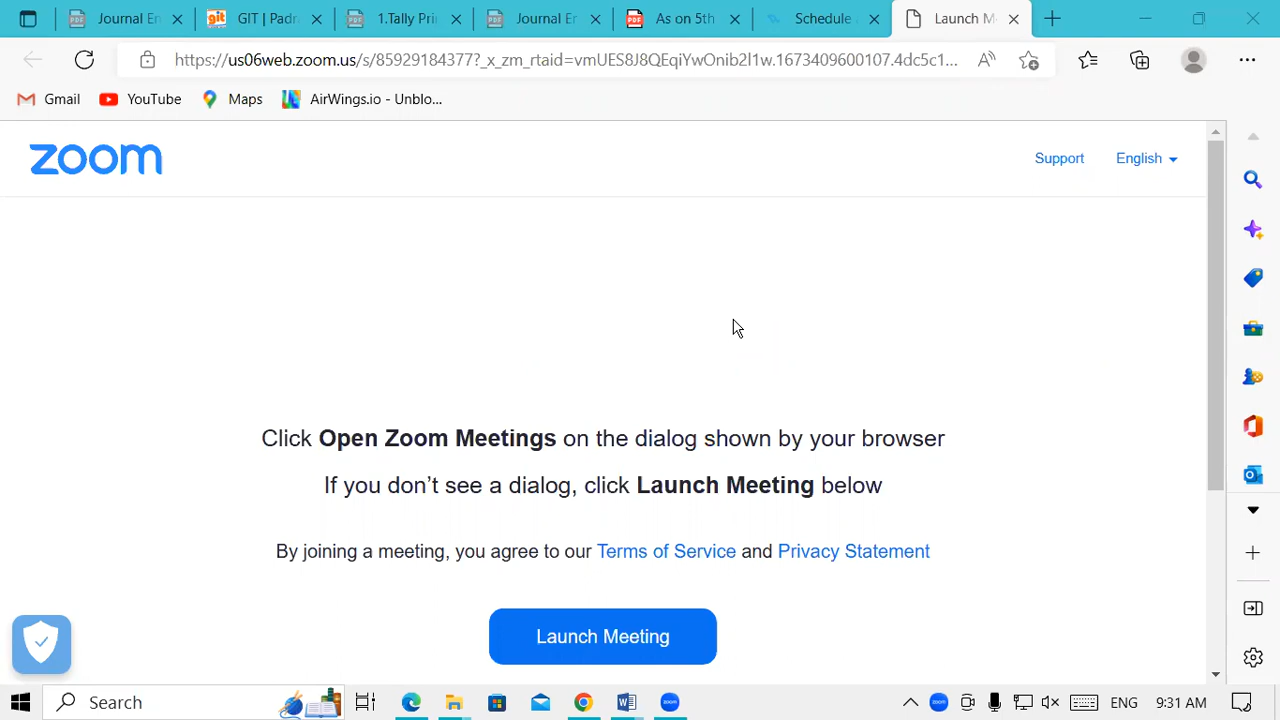 Journal En
GIT | Padr
1.Tally Pri
Journal Er
As on 5th
Schedule
Launch M
https://us06web.zoom.us/s/85929184377?_x_zm_rtaid=vmUES8J8QEqiYwOnib2l1w.1673409600107.4dc5c1...
Gmail
YouTube
Maps
AirWings.io - Unblo...
zoom
Support
English
Click Open Zoom Meetings on the dialog shown by your browser
If you don’t see a dialog, click Launch Meeting below
By joining a meeting, you agree to our Terms of Service and Privacy Statement
Launch Meeting
Search
ENG
9:31 AM